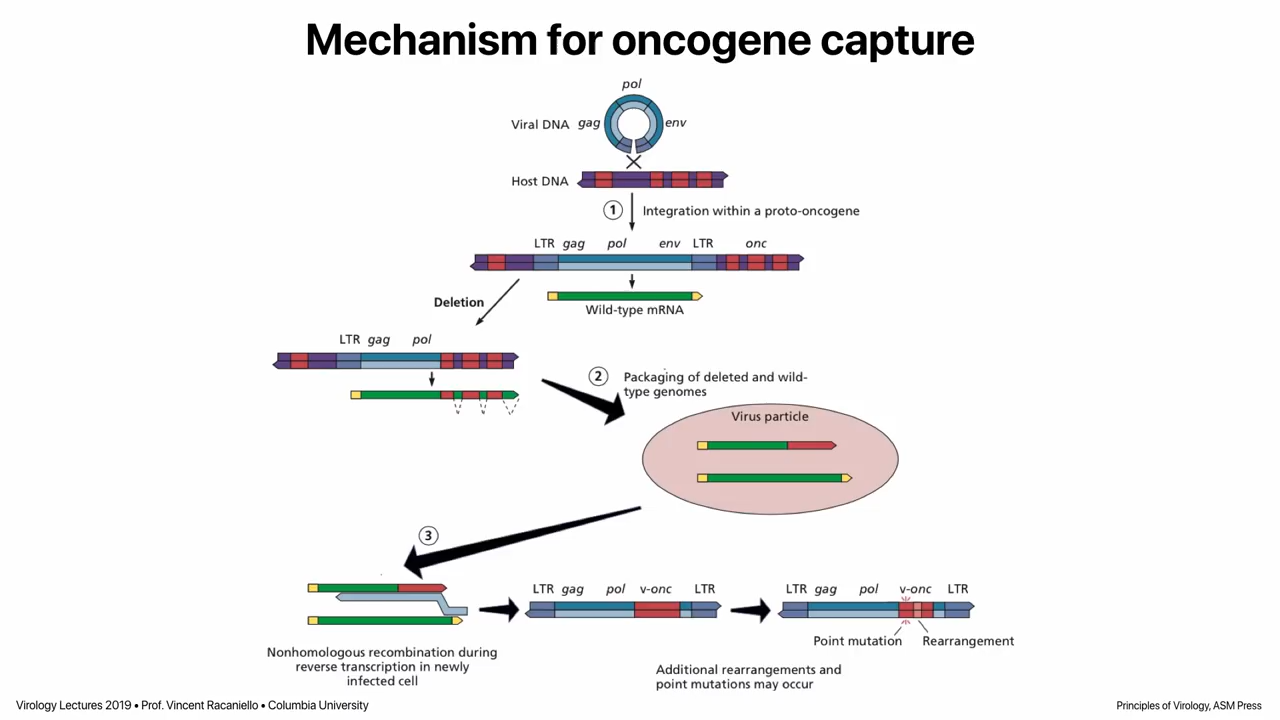 Mechanism for oncogene capture
pol
Viral DNA gag env
Host DNA
1 Integration within a proto-oncogene
LTR gag pol env LTR onc
Deletion
Wild-type mRNA
LTR gag pol
2 Packaging of deleted and wild-
type genomes
Virus particle
3
LTR gag pol v-onc LTR
LTR gag pol v-onc LTR
Point mutation Rearrangement
Nonhomologous recombination during
reverse transcription in newly
infected cell
Additional rearrangements and
point mutations may occur
Virology Lectures 2019 • Prof. Vincent Racaniello • Columbia University
Principles of Virology, ASM Press